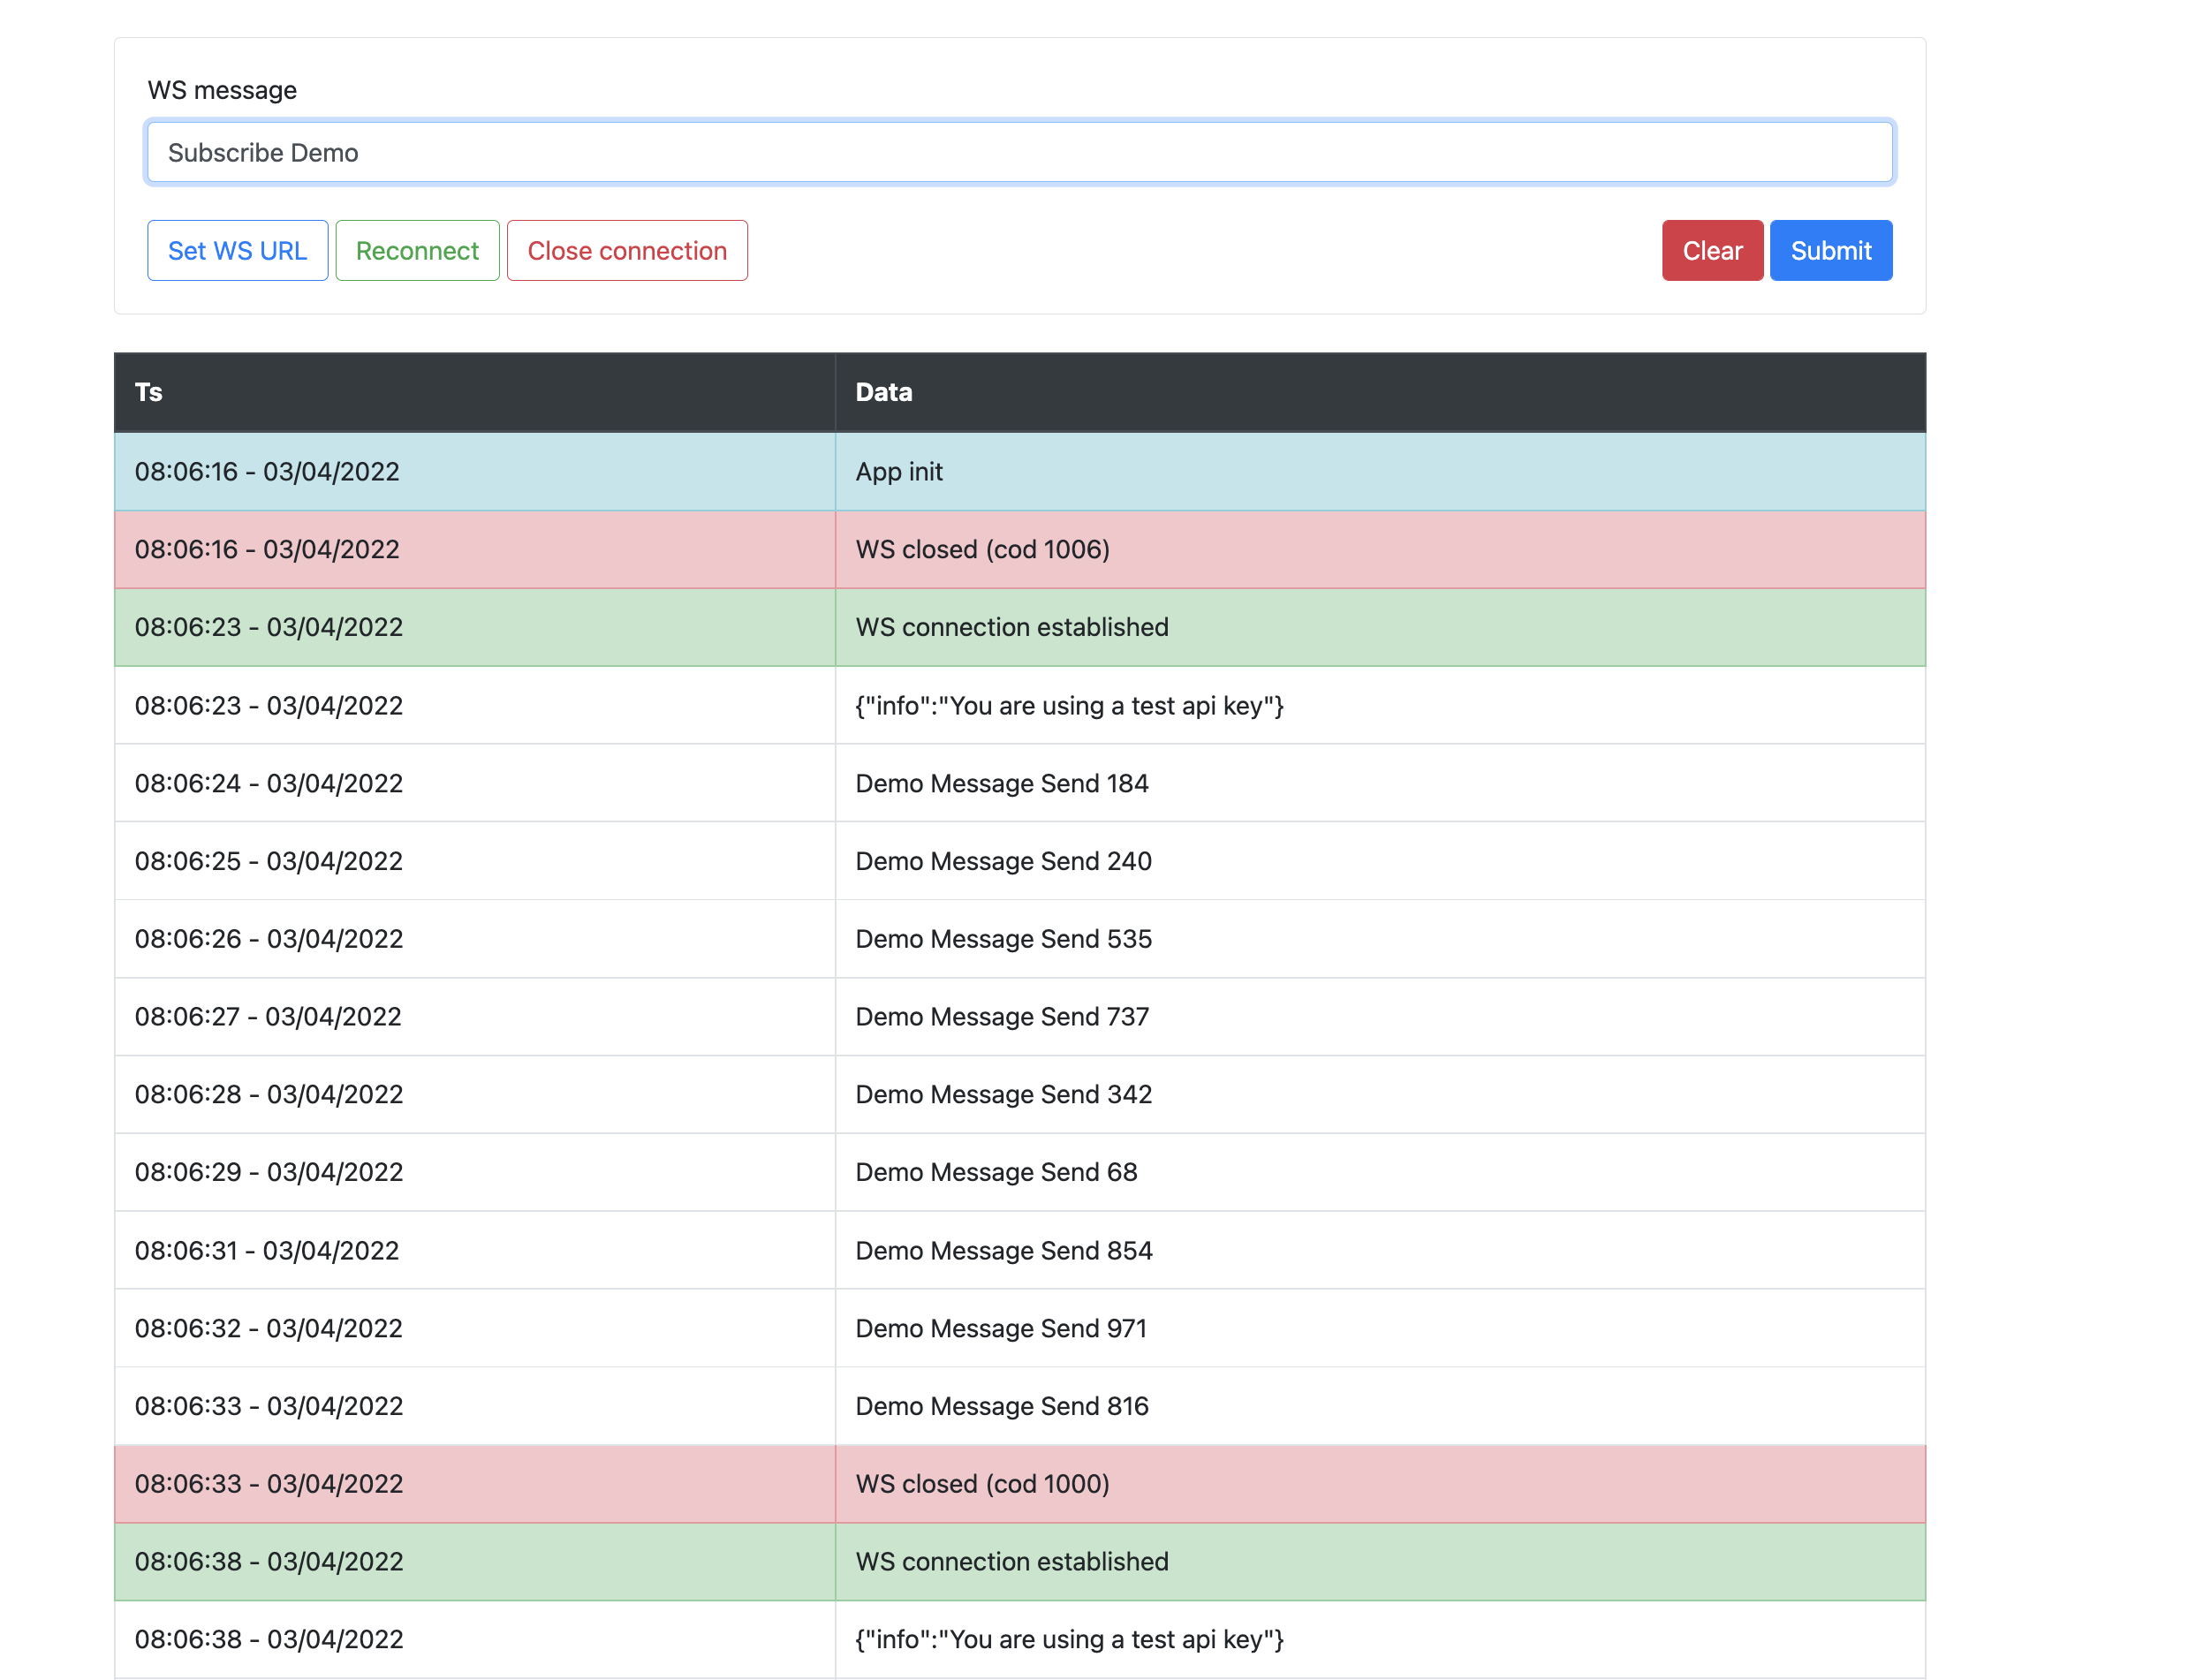 WS message
Subscribe Demo
Set WS URL Reconnect Close connection Clear Submit
Ts Data
08:06:16 - 03/04/2022 App init
08:06:16 - 03/04/2022 WS closed (cod 1006)
08:06:23 - 03/04/2022 WS connection established
08:06:23 - 03/04/2022 {"info":"You are using a test api key"}
08:06:24 - 03/04/2022 Demo Message Send 184
08:06:25 - 03/04/2022 Demo Message Send 240
08:06:26 - 03/04/2022 Demo Message Send 535
08:06:27 - 03/04/2022 Demo Message Send 737
08:06:28 - 03/04/2022 Demo Message Send 342
08:06:29 - 03/04/2022 Demo Message Send 68
08:06:31 - 03/04/2022 Demo Message Send 854
08:06:32 - 03/04/2022 Demo Message Send 971
08:06:33 - 03/04/2022 Demo Message Send 816
08:06:33 - 03/04/2022 WS closed (cod 1000)
08:06:38 - 03/04/2022 WS connection established
08:06:38 - 03/04/2022 {"info":"You are using a test api key"}